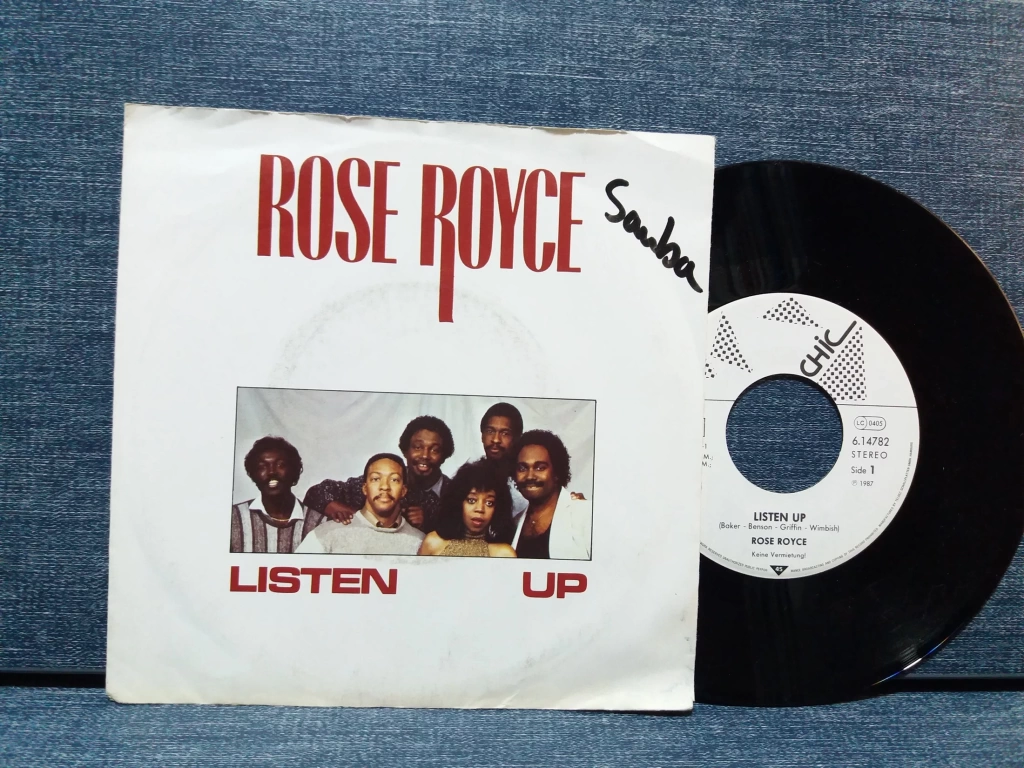 ROSE ROYCE
Samba
LISTEN UP
CHIC
LC 0405
6.14782
STEREO
Side 1
℗ 1987
LISTEN UP
(Baker - Benson - Griffin - Wimbish)
ROSE ROYCE
Keine Vermietung!
45